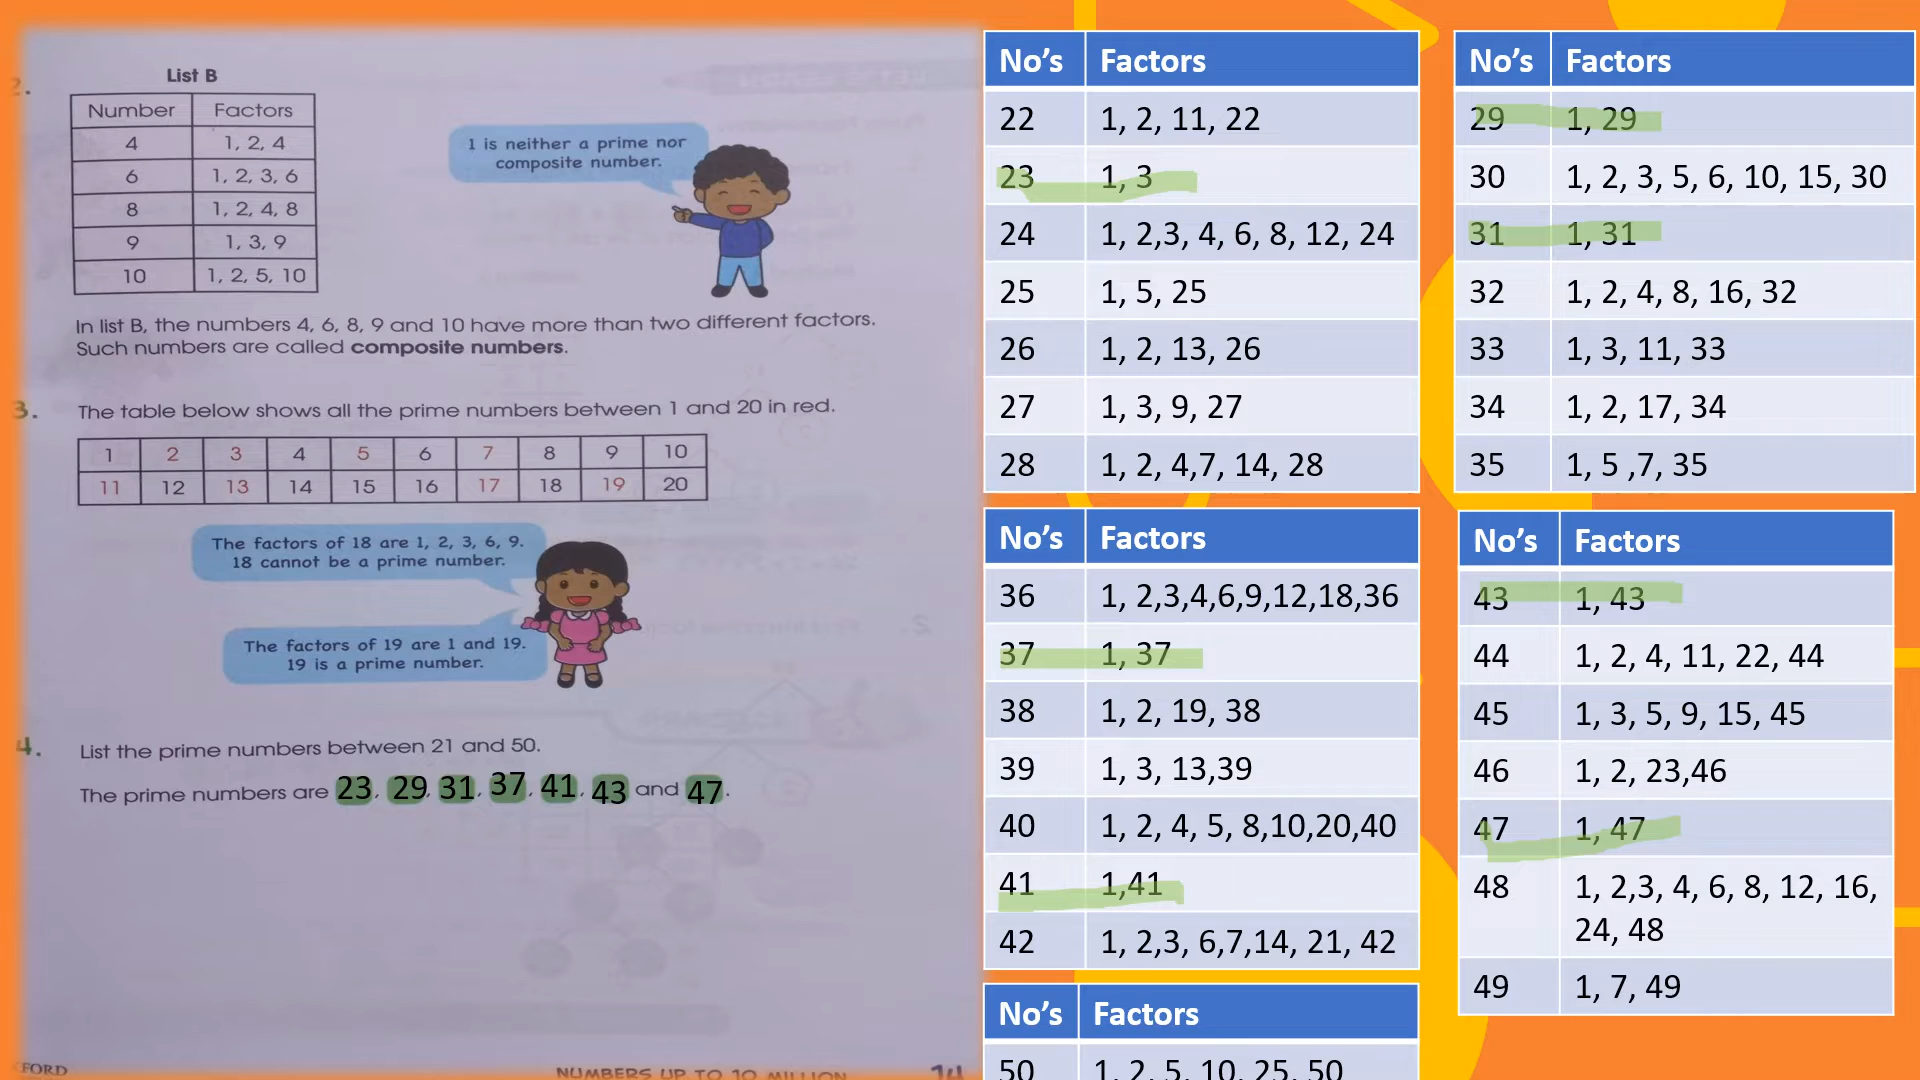 2.
List B
Number Factors
4 1, 2, 4
6 1, 2, 3, 6
8 1, 2, 4, 8
9 1, 3, 9
10 1, 2, 5, 10
1 is neither a prime nor
composite number.
In list B, the numbers 4, 6, 8, 9 and 10 have more than two different factors.
Such numbers are called composite numbers.
3. The table below shows all the prime numbers between 1 and 20 in red.
1 2 3 4 5 6 7 8 9 10
11 12 13 14 15 16 17 18 19 20
The factors of 18 are 1, 2, 3, 6, 9.
18 cannot be a prime number.
The factors of 19 are 1 and 19.
19 is a prime number.
4. List the prime numbers between 21 and 50.
The prime numbers are 23, 29, 31, 37, 41, 43 and 47.
FORD
NUMBERS UP TO 10 MILLION 14
No's Factors
22 1, 2, 11, 22
23 1, 3
24 1, 2,3, 4, 6, 8, 12, 24
25 1, 5, 25
26 1, 2, 13, 26
27 1, 3, 9, 27
28 1, 2, 4,7, 14, 28
No's Factors
29 1, 29
30 1, 2, 3, 5, 6, 10, 15, 30
31 1, 31
32 1, 2, 4, 8, 16, 32
33 1, 3, 11, 33
34 1, 2, 17, 34
35 1, 5 ,7, 35
No's Factors
36 1, 2,3,4,6,9,12,18,36
37 1, 37
38 1, 2, 19, 38
39 1, 3, 13,39
40 1, 2, 4, 5, 8,10,20,40
41 1,41
42 1, 2,3, 6,7,14, 21, 42
No's Factors
43 1, 43
44 1, 2, 4, 11, 22, 44
45 1, 3, 5, 9, 15, 45
46 1, 2, 23,46
47 1, 47
48 1, 2,3, 4, 6, 8, 12, 16,
24, 48
49 1, 7, 49
No's Factors
50 1, 2, 5, 10, 25, 50